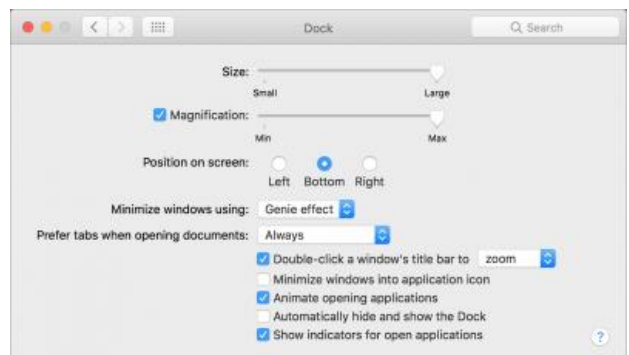 Dock
Search
Size:
Small Large
Magnification:
Min Max
Position on screen:
Left Bottom Right
Minimize windows using: Genie effect
Prefer tabs when opening documents: Always
Double-click a window's title bar to zoom
Minimize windows into application icon
Animate opening applications
Automatically hide and show the Dock
Show indicators for open applications
?